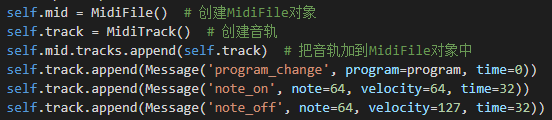 self.mid = MidiFile()  # 创建MidiFile对象
self.track = MidiTrack()  # 创建音轨
self.mid.tracks.append(self.track)  # 把音轨加到MidiFile对象中
self.track.append(Message('program_change', program=program, time=0))
self.track.append(Message('note_on', note=64, velocity=64, time=32))
self.track.append(Message('note_off', note=64, velocity=127, time=32))